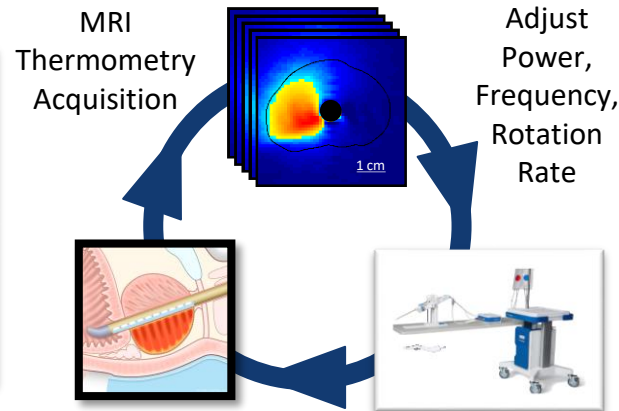 MRI
Thermometry
Acquisition
Adjust
Power,
Frequency,
Rotation
Rate
1 cm